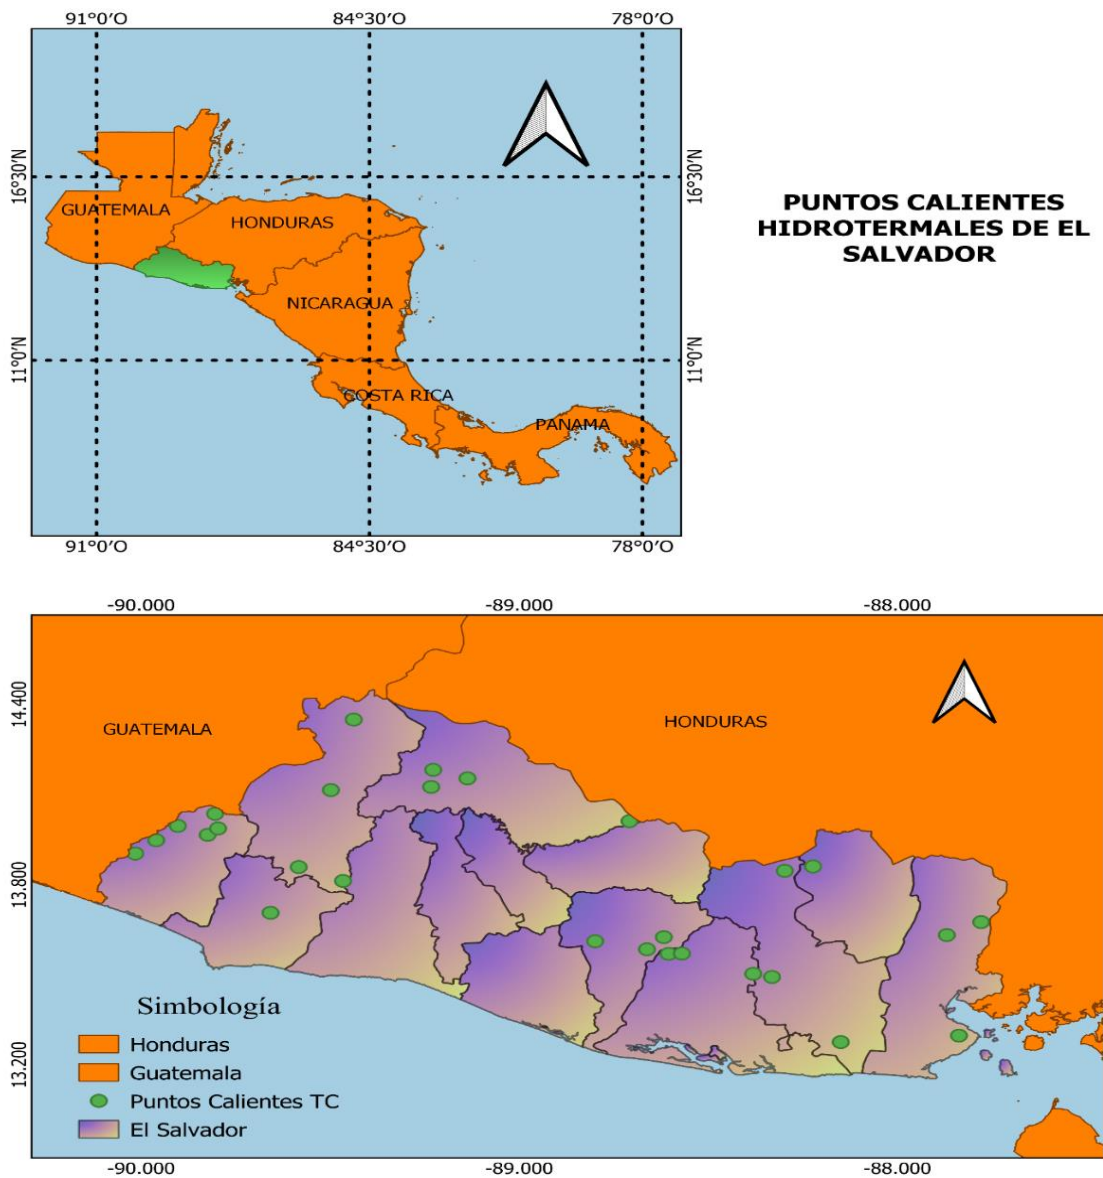 91°0'O 84°30'O 78°0'O
16°30'N
16°30'N
GUATEMALA
HONDURAS
NICARAGUA
11°0'N
11°0'N
COSTA RICA
PANAMA
91°0'O 84°30'O 78°0'O
PUNTOS CALIENTES
HIDROTERMALES DE EL
SALVADOR
-90.000 -89.000 -88.000
14.400
GUATEMALA
HONDURAS
13.800
13.200
Simbología
Honduras
Guatemala
Puntos Calientes TC
El Salvador
-90.000 -89.000 -88.000